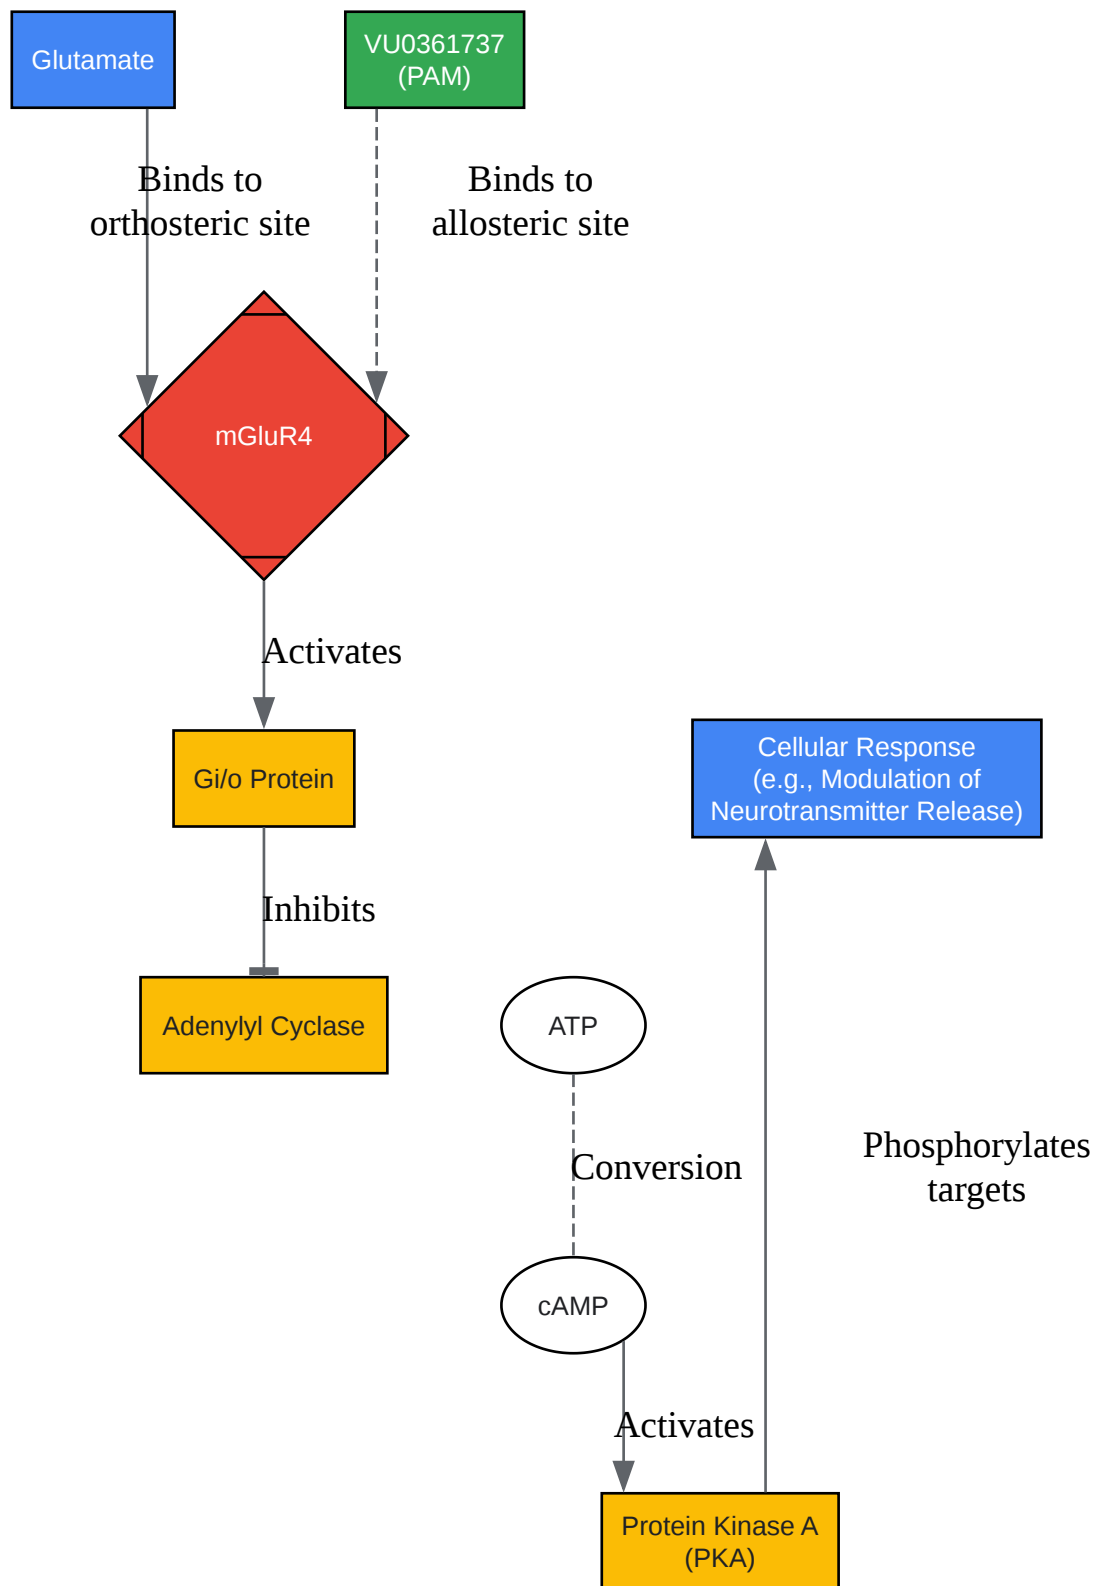 Glutamate
VU0361737
(PAM)
Binds to
orthosteric site
Binds to
allosteric site
mGluR4
Activates
Gi/o Protein
Cellular Response
(e.g., Modulation of
Neurotransmitter Release)
Inhibits
Adenylyl Cyclase
ATP
Conversion
Phosphorylates
targets
cAMP
Activates
Protein Kinase A
(PKA)